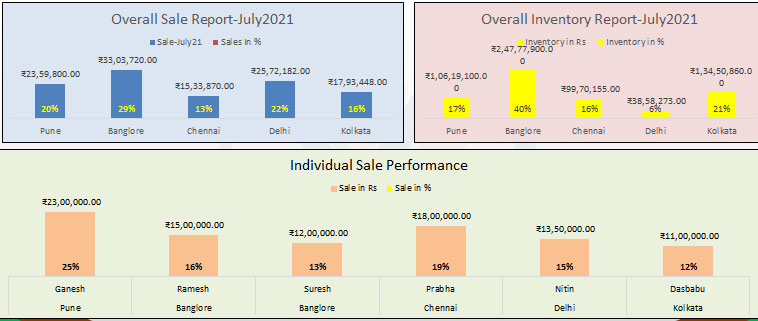 Overall Sale Report-July2021
Sale-July21 Sales in %
₹23,59,800.00 ₹33,03,720.00 ₹15,33,870.00 ₹25,72,182.00 ₹17,93,448.00
20% 29% 13% 22% 16%
Pune Banglore Chennai Delhi Kolkata
Overall Inventory Report-July2021
Inventory in Rs Inventory in %
₹1,06,19,100.0
0
₹2,47,77,900.0
0
₹99,70,155.00
₹38,58,273.00
₹1,34,50,860.0
0
17% 40% 16% 6% 21%
Pune Banglore Chennai Delhi Kolkata
Individual Sale Performance
Sale in Rs Sale in %
₹23,00,000.00 ₹15,00,000.00 ₹12,00,000.00 ₹18,00,000.00 ₹13,50,000.00 ₹11,00,000.00
25% 16% 13% 19% 15% 12%
Ganesh Ramesh Suresh Prabha Nitin Dasbabu
Pune Banglore Banglore Chennai Delhi Kolkata